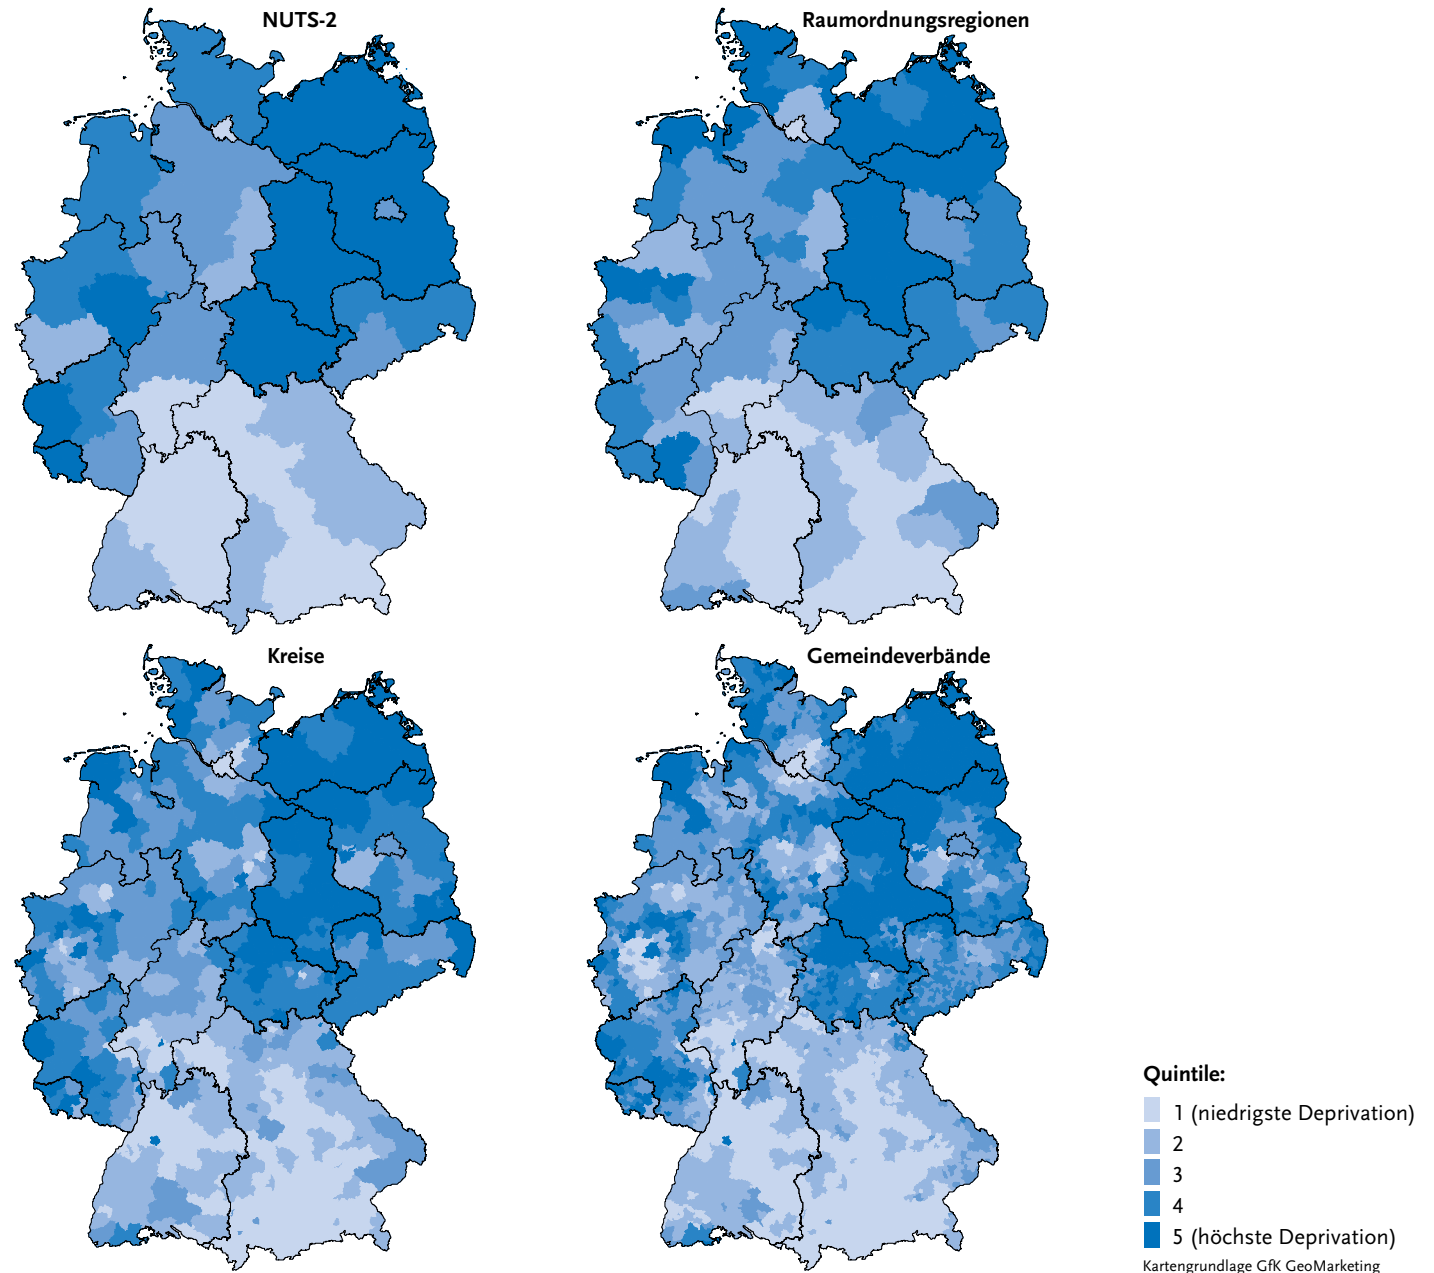 NUTS-2
Raumordnungsregionen
Kreise
Gemeindeverbände
Quintile:
1 (niedrigste Deprivation)
2
3
4
5 (höchste Deprivation)
Kartengrundlage GfK GeoMarketing